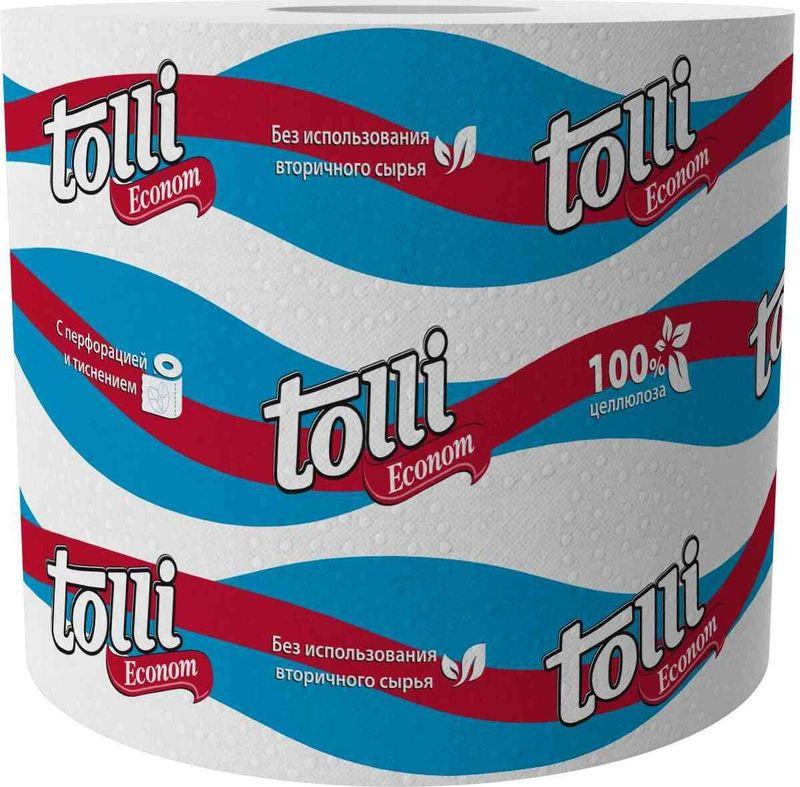 tolli
Econom
Без использования
вторичного сырья
tolli
Econom
С перфорацией
и тиснением
tolli
Econom
100%
целлюлоза
tolli
Econom
Без использования
вторичного сырья
tolli
Econom